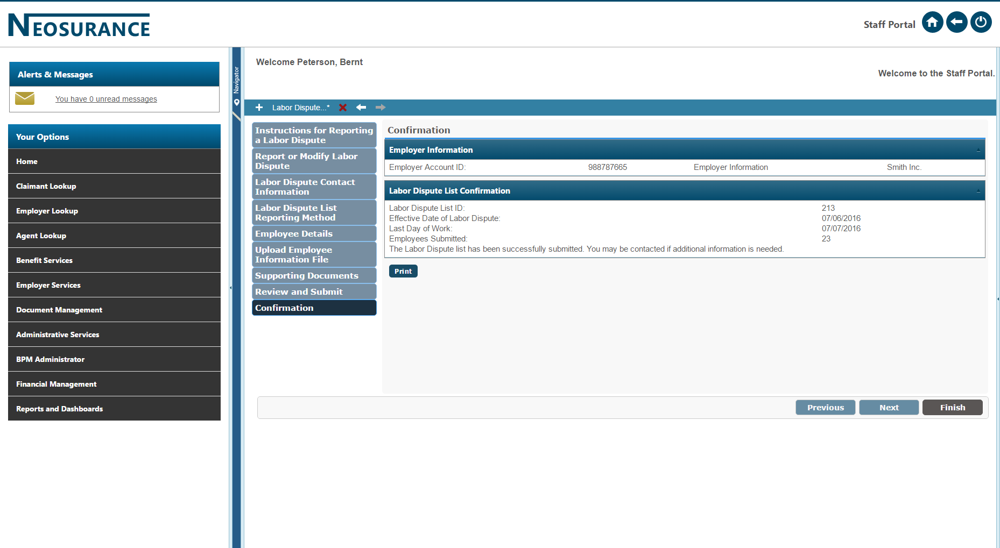 NEOSURANCE
Staff Portal
Alerts & Messages
You have 0 unread messages
Your Options
Home
Claimant Lookup
Employer Lookup
Agent Lookup
Benefit Services
Employer Services
Document Management
Administrative Services
BPM Administrator
Financial Management
Reports and Dashboards
Navigator
Welcome Peterson, Bernt
Welcome to the Staff Portal.
Labor Dispute...*
Instructions for Reporting
a Labor Dispute
Report or Modify Labor
Dispute
Labor Dispute Contact
Information
Labor Dispute List
Reporting Method
Employee Details
Upload Employee
Information File
Supporting Documents
Review and Submit
Confirmation
Confirmation
Employer Information
Employer Account ID: 988787665 Employer Information Smith Inc.
Labor Dispute List Confirmation
Labor Dispute List ID: 213
Effective Date of Labor Dispute: 07/06/2016
Last Day of Work: 07/07/2016
Employees Submitted: 23
The Labor Dispute list has been successfully submitted. You may be contacted if additional information is needed.
Print
Previous Next Finish